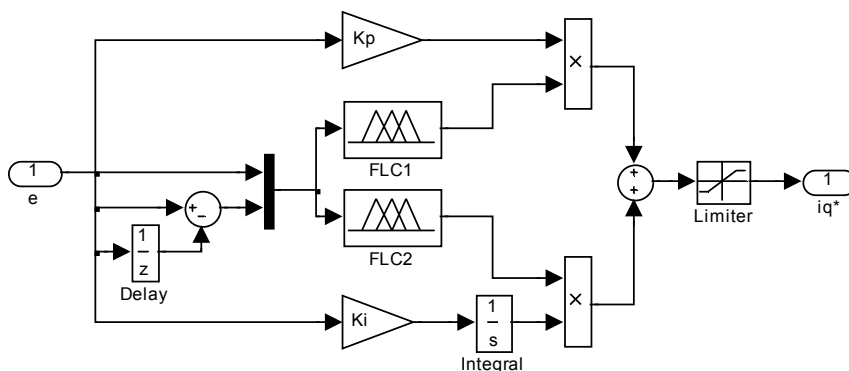 Kp
×
FLC1
1
e
+
−
1
z
Delay
FLC2
+
+
Limiter
1
iq*
Ki
1
s
Integral
×